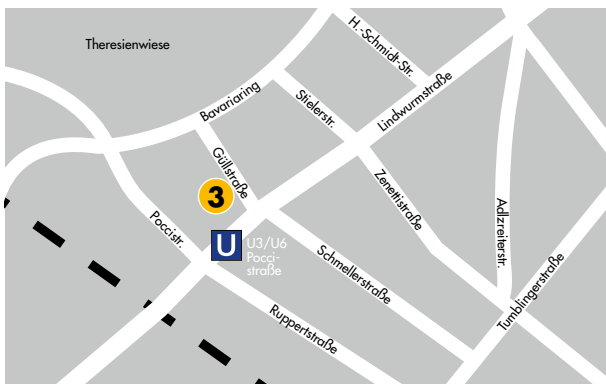 H.-Schmidt-Str.
Theresienwiese
Lindwurmstraße
Bavariaring
Stielerstr.
Güllstraße
3
Zenettistraße
Adlzreiterstr.
Poccistr.
U
U3/U6
Pocci-
straße
Schmellerstraße
Tumblingerstraße
Ruppertstraße